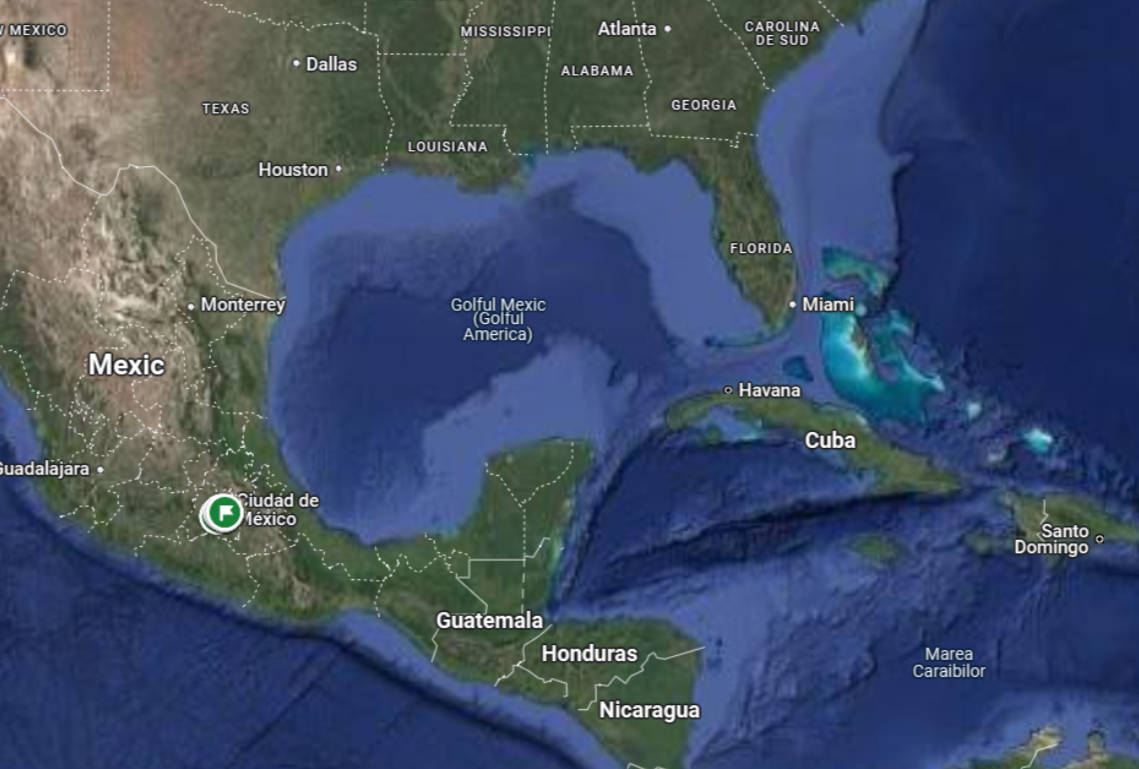 MEXICO
MISSISSIPPI
Atlanta
CAROLINA
DE SUD
Dallas
ALABAMA
TEXAS
GEORGIA
LOUISIANA
Houston
FLORIDA
Monterrey
Golful Mexic
(Golful
America)
Miami
Mexic
Havana
Cuba
Guadalajara
Ciudad de
México
Santo
Domingo
Guatemala
Honduras
Marea
Caraibilor
Nicaragua